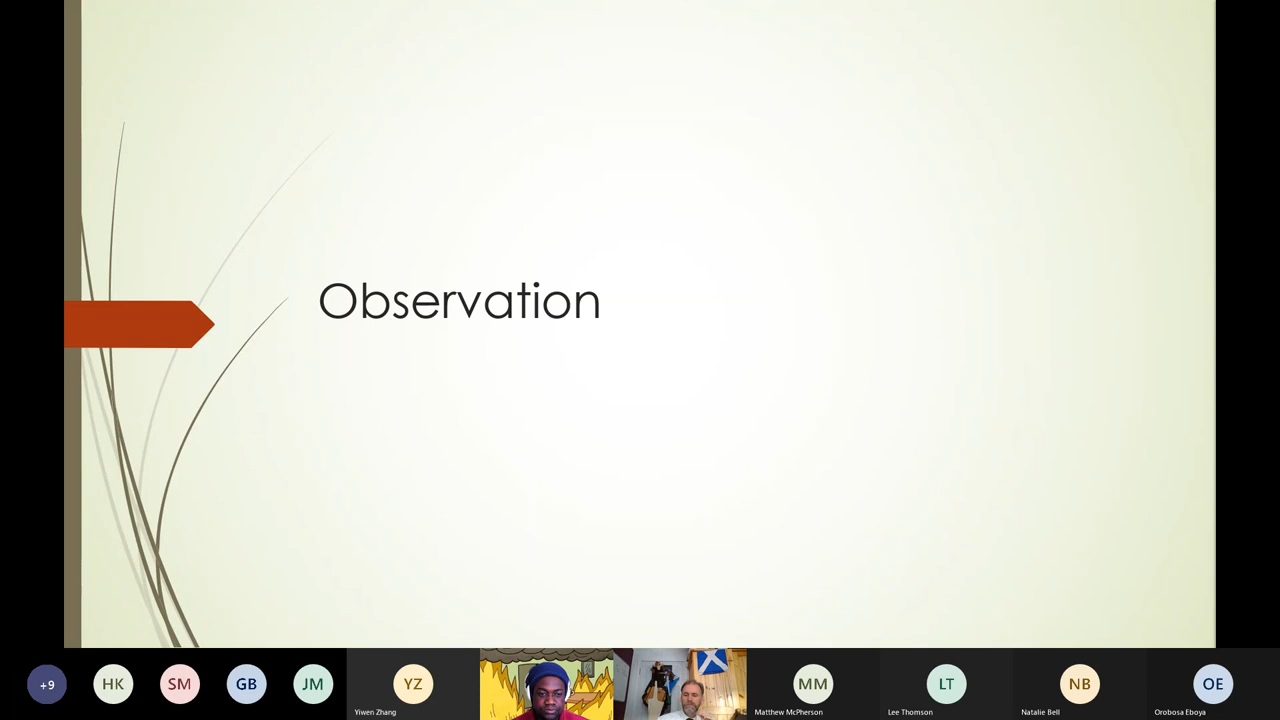 Observation
+9
HK
SM
GB
JM
YZ
Yiwen Zhang
MM
Matthew McPherson
LT
Lee Thomson
NB
Natalie Bell
OE
Orobosa Eboya